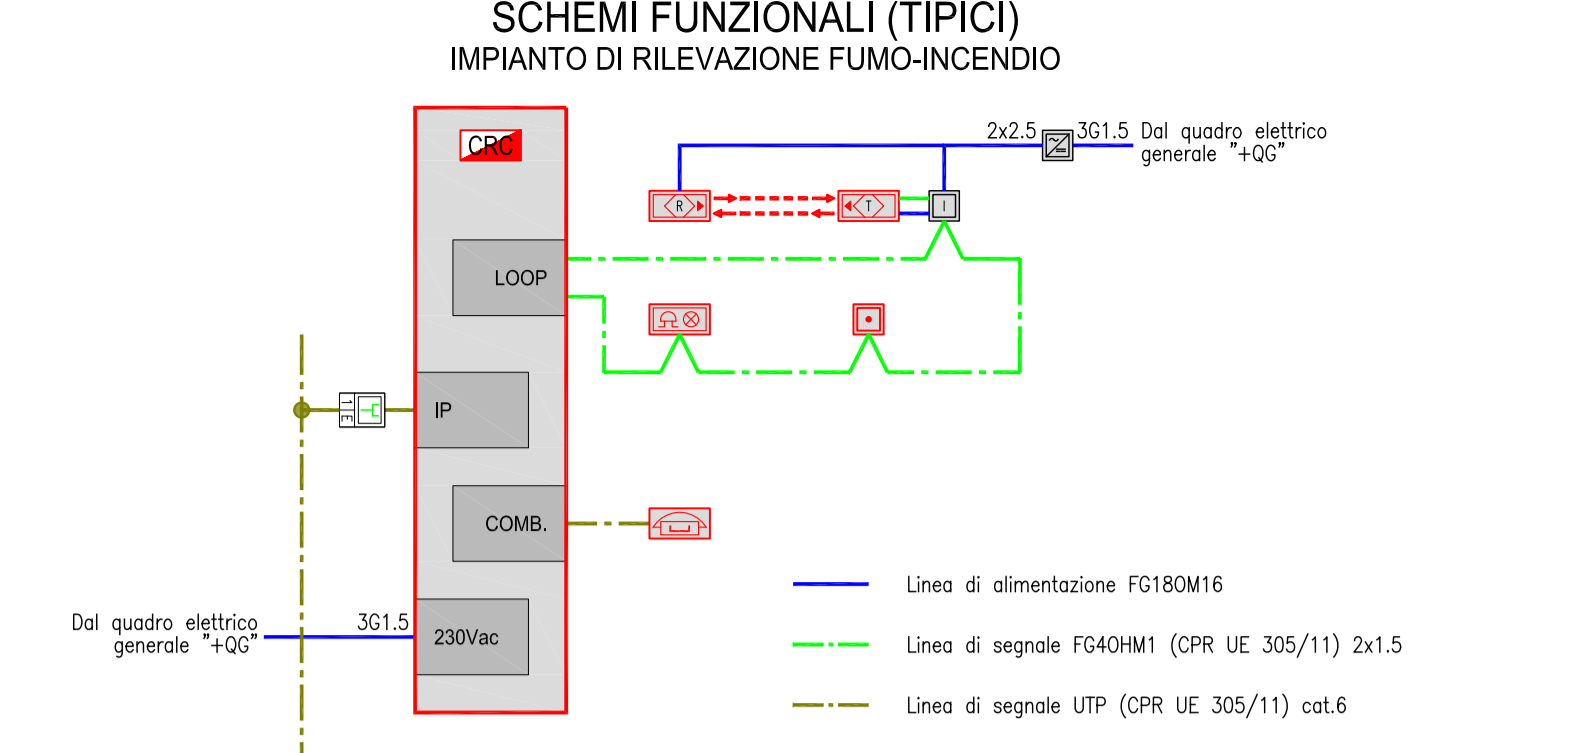 SCHEMI FUNZIONALI (TIPICI)
IMPIANTO DI RILEVAZIONE FUMO-INCENDIO
CRC
2x2.5
3G1.5
Dal quadro elettrico
generale "+QG"
R
T
I
LOOP
IP
1
E
COMB.
Dal quadro elettrico
generale "+QG"
3G1.5
230Vac
Linea di alimentazione FG18OM16
Linea di segnale FG4OHM1 (CPR UE 305/11) 2x1.5
Linea di segnale UTP (CPR UE 305/11) cat.6